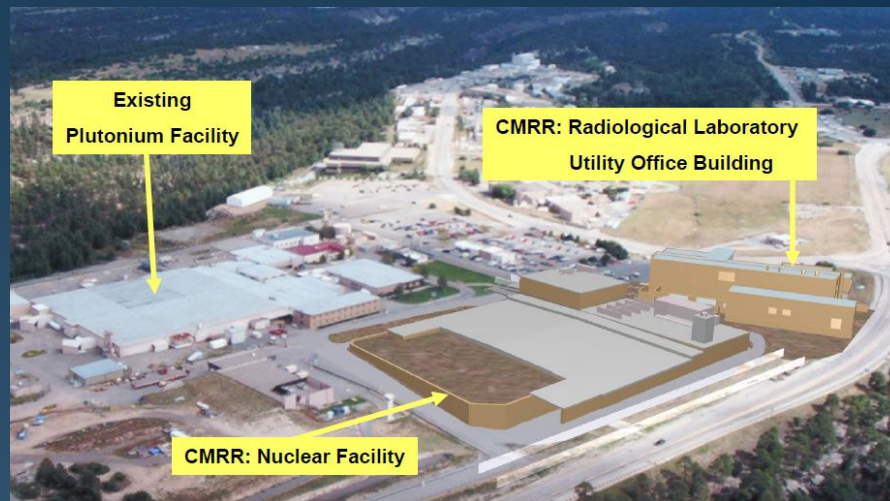 Existing
Plutonium Facility
CMRR: Radiological Laboratory
Utility Office Building
CMRR: Nuclear Facility